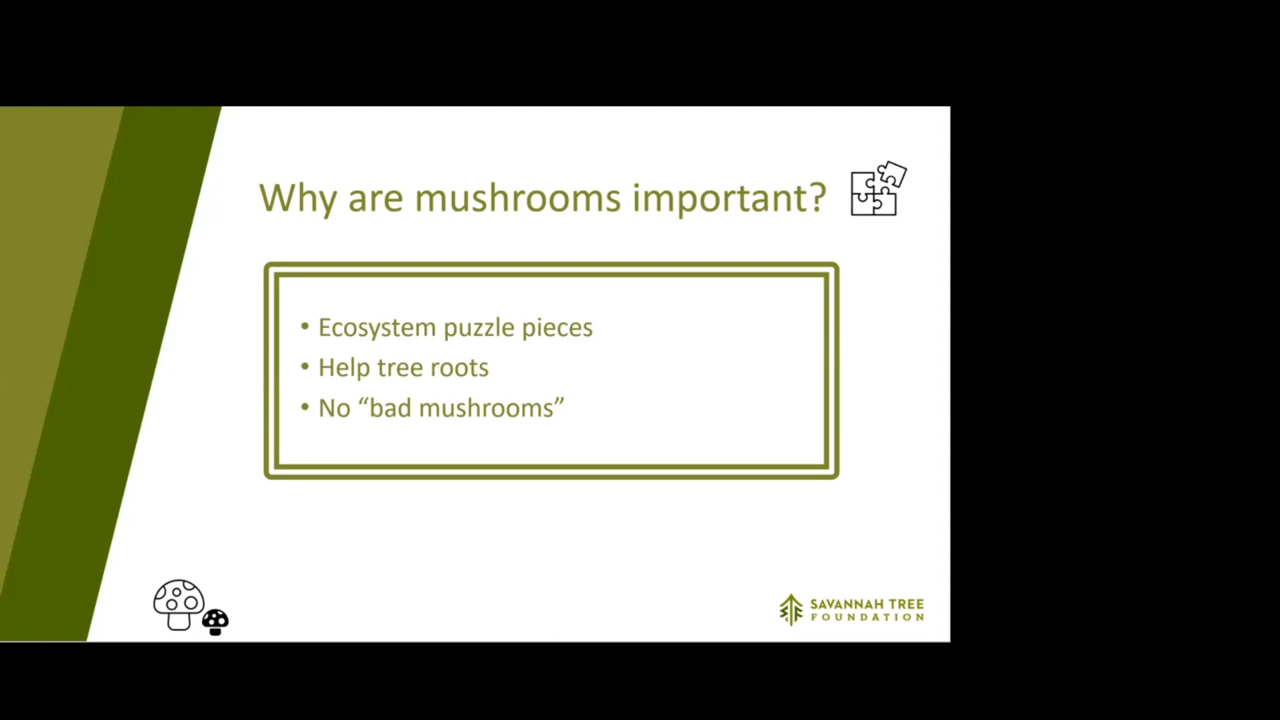 Why are mushrooms important?
• Ecosystem puzzle pieces
• Help tree roots
• No “bad mushrooms”
SAVANNAH TREE
FOUNDATION